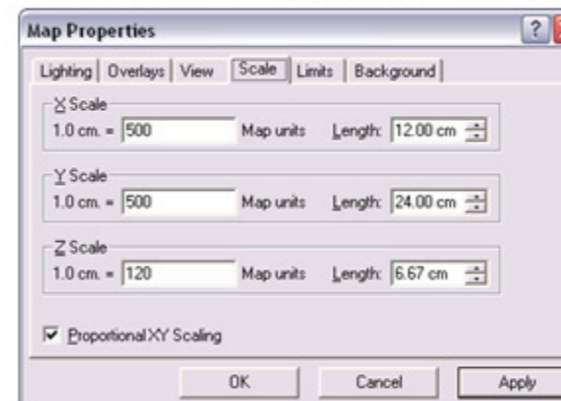 Map Properties
?
Lighting Overlays View Scale Limits Background
X Scale
1.0 cm. = 500 Map units Length: 12.00 cm
Y Scale
1.0 cm. = 500 Map units Length: 24.00 cm
Z Scale
1.0 cm. = 120 Map units Length: 6.67 cm
Proportional XY Scaling
OK Cancel Apply